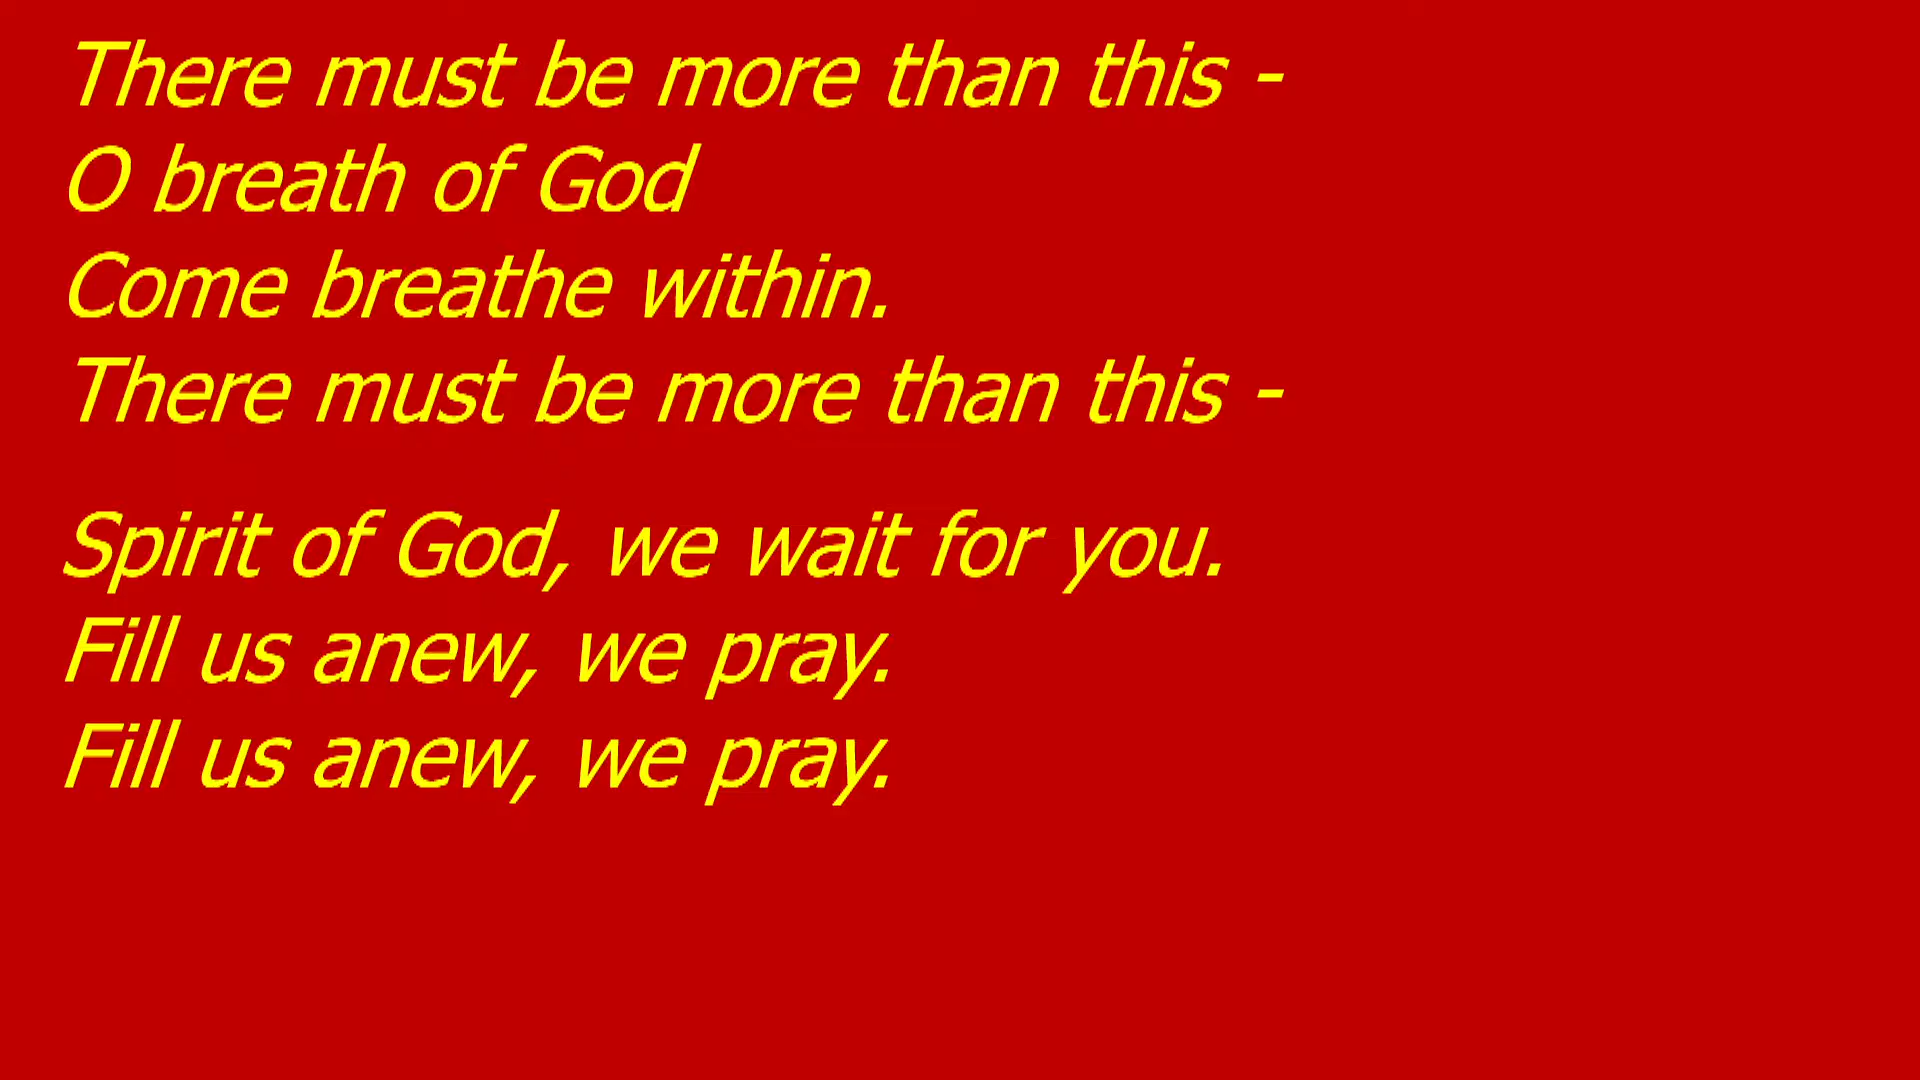 There must be more than this -
O breath of God
Come breathe within.
There must be more than this -
Spirit of God, we wait for you.
Fill us anew, we pray.
Fill us anew, we pray.